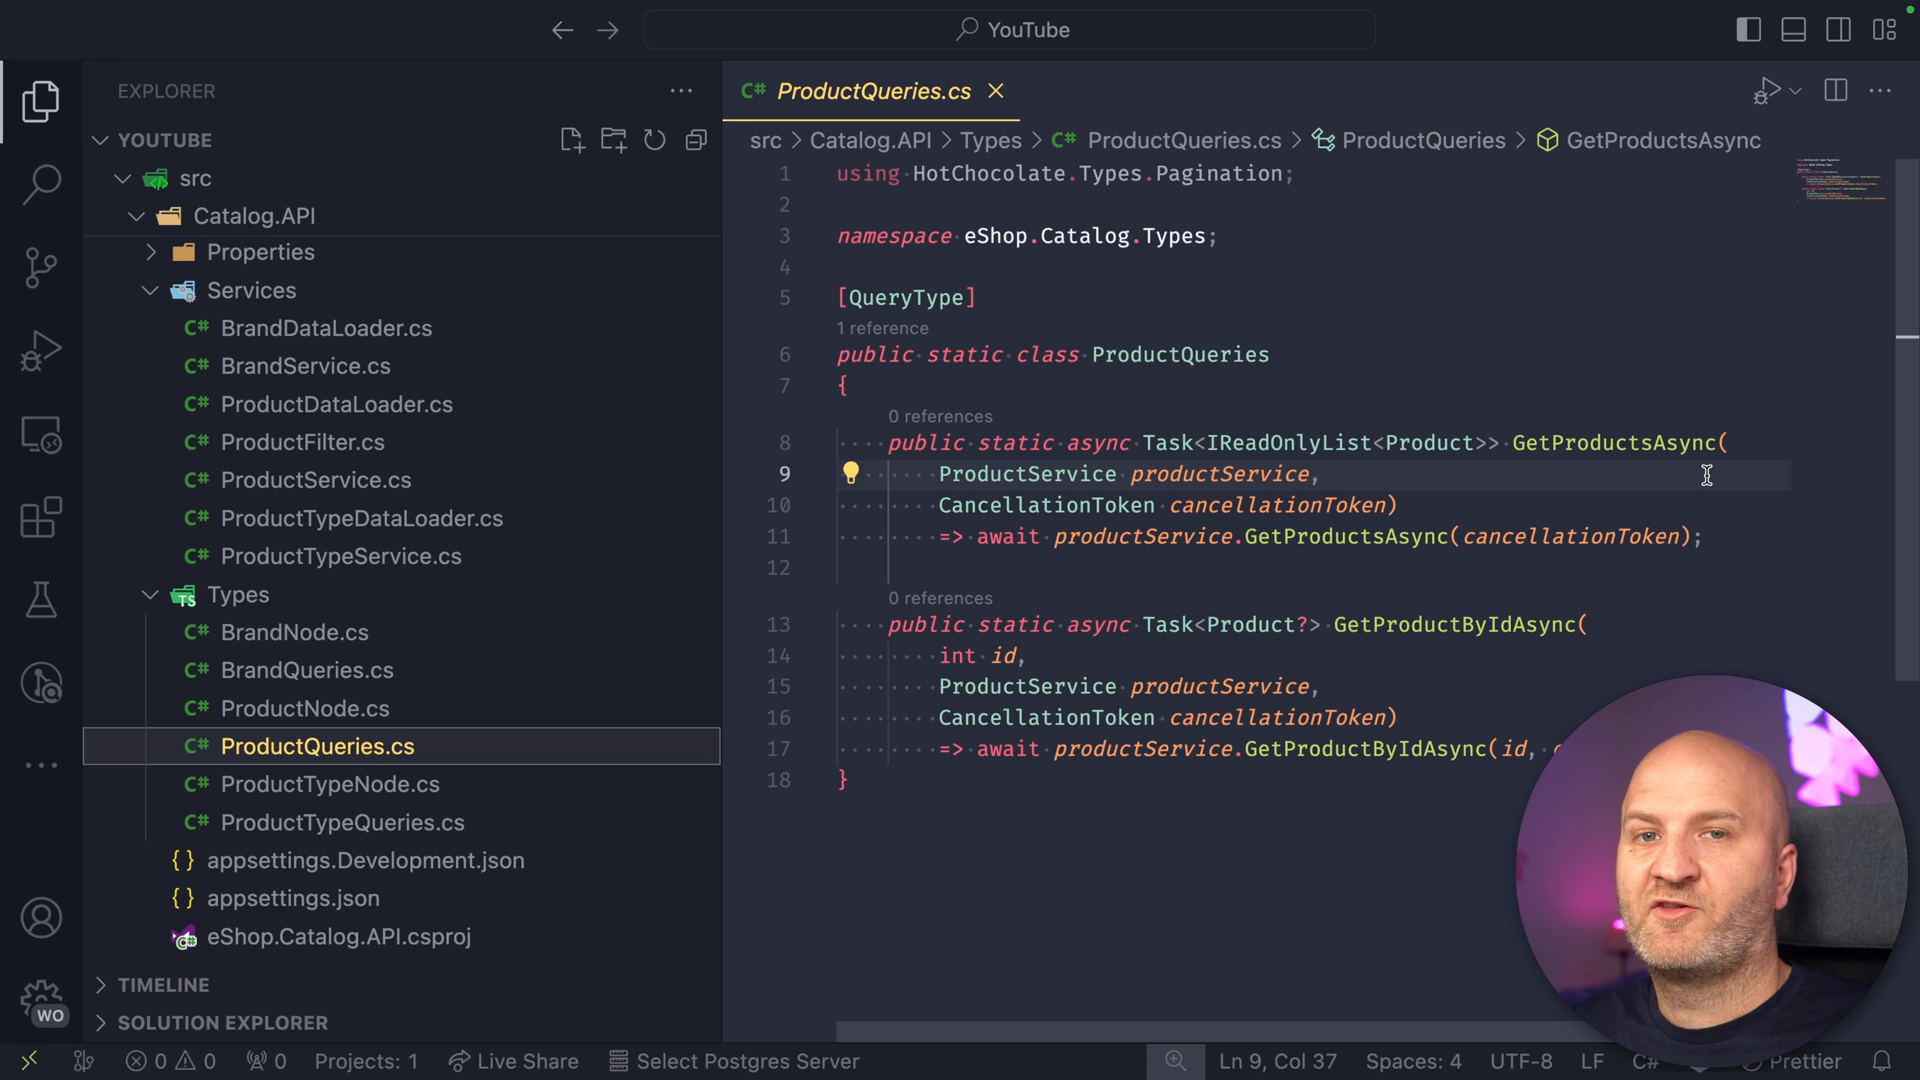 YouTube
EXPLORER
YOUTUBE
src
Catalog.API
Properties
Services
C# BrandDataLoader.cs
C# BrandService.cs
C# ProductDataLoader.cs
C# ProductFilter.cs
C# ProductService.cs
C# ProductTypeDataLoader.cs
C# ProductTypeService.cs
TS Types
C# BrandNode.cs
C# BrandQueries.cs
C# ProductNode.cs
C# ProductQueries.cs
C# ProductTypeNode.cs
C# ProductTypeQueries.cs
{} appsettings.Development.json
{} appsettings.json
eShop.Catalog.API.csproj
TIMELINE
SOLUTION EXPLORER
WO
C# ProductQueries.cs
src > Catalog.API > Types > C# ProductQueries.cs > ProductQueries > GetProductsAsync
1 using HotChocolate.Types.Pagination;
2
3 namespace eShop.Catalog.Types;
4
5 [QueryType]
1 reference
6 public static class ProductQueries
7 {
0 references
8 public static async Task<IReadOnlyList<Product>> GetProductsAsync(
9 ProductService productService,
10 CancellationToken cancellationToken)
11 => await productService.GetProductsAsync(cancellationToken);
12
0 references
13 public static async Task<Product?> GetProductByIdAsync(
14 int id,
15 ProductService productService,
16 CancellationToken cancellationToken)
17 => await productService.GetProductByIdAsync(id,
18 }
0 0 0 Projects: 1 Live Share Select Postgres Server Ln 9, Col 37 Spaces: 4 UTF-8 LF C# Prettier